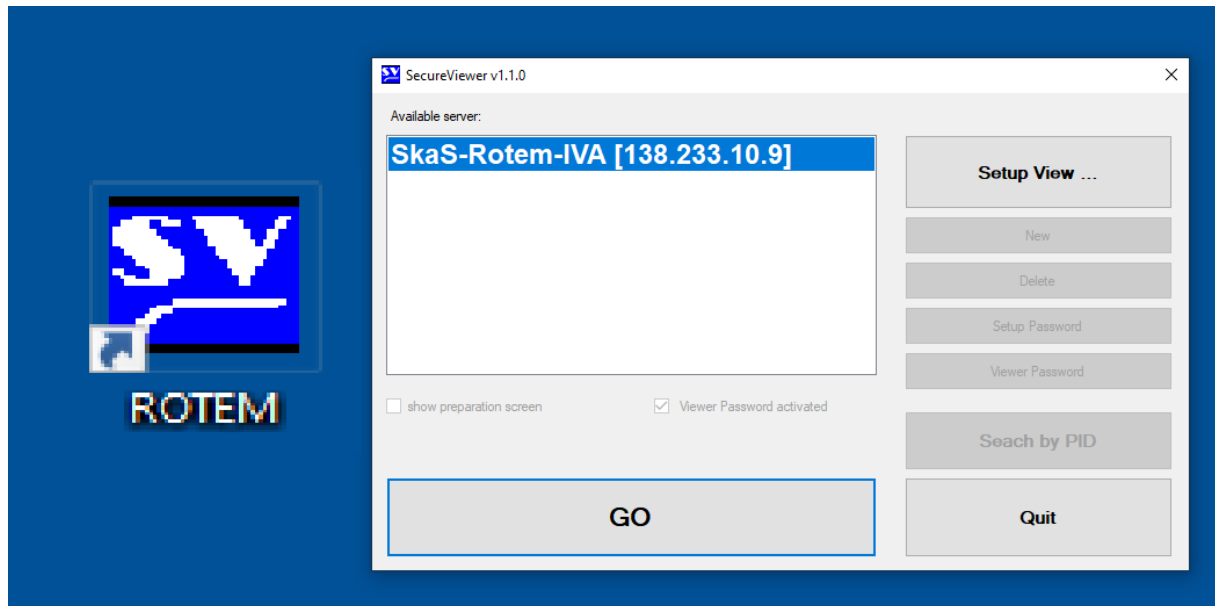 SV
ROTEM
SecureViewer v1.1.0
Available server:
SkaS-Rotem-IVA [138.233.10.9]
Setup View ...
New
Delete
Setup Password
Viewer Password
show preparation screen
Viewer Password activated
Seach by PID
GO
Quit